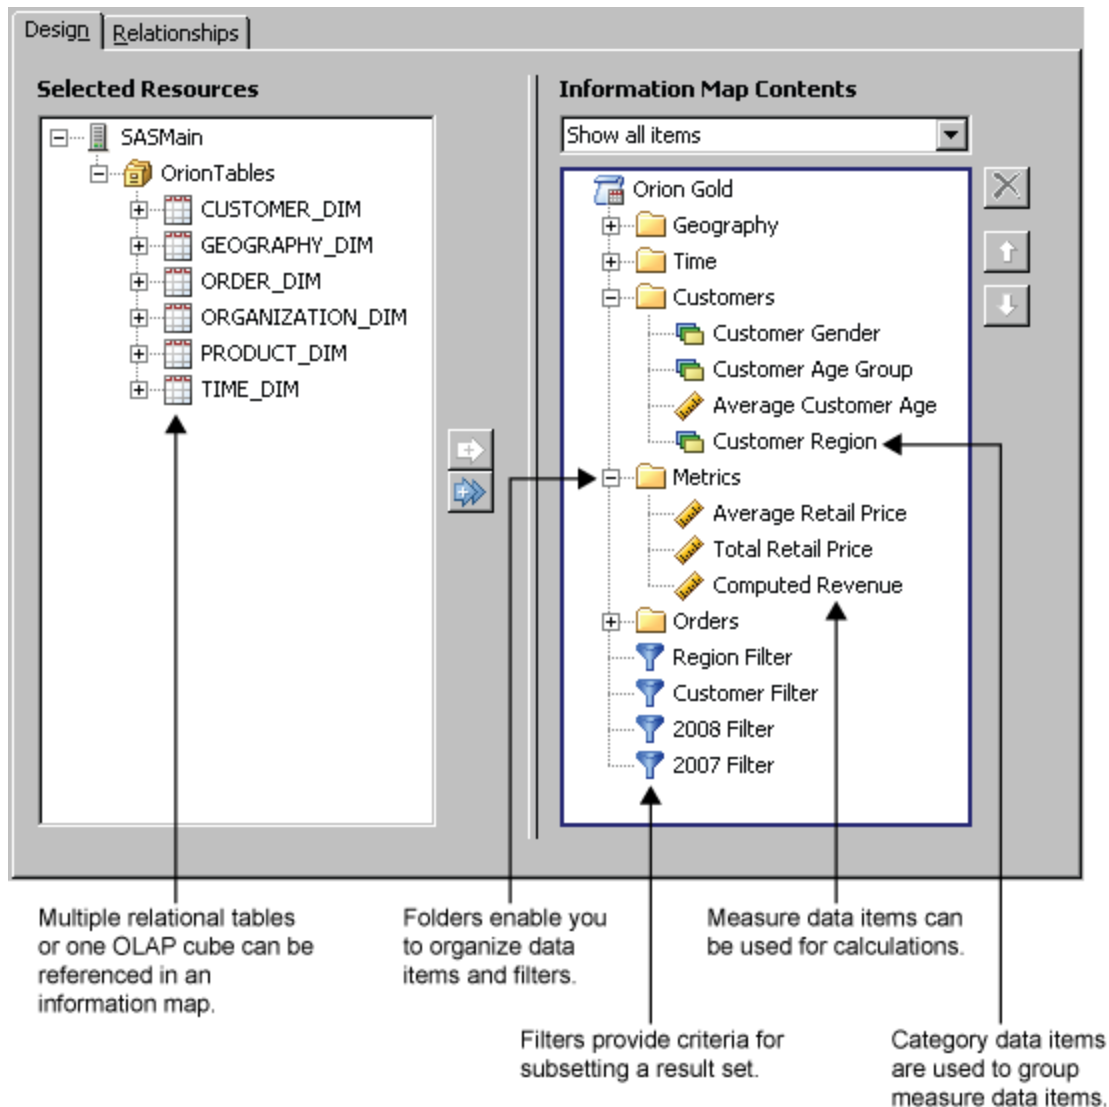 Design
Relationships
Selected Resources
SASMain
OrionTables
CUSTOMER_DIM
GEOGRAPHY_DIM
ORDER_DIM
ORGANIZATION_DIM
PRODUCT_DIM
TIME_DIM
Information Map Contents
Show all items
Orion Gold
Geography
Time
Customers
Customer Gender
Customer Age Group
Average Customer Age
Customer Region
Metrics
Average Retail Price
Total Retail Price
Computed Revenue
Orders
Region Filter
Customer Filter
2008 Filter
2007 Filter
Multiple relational tables
or one OLAP cube can be
referenced in an
information map.
Folders enable you
to organize data
items and filters.
Measure data items can
be used for calculations.
Filters provide criteria for
subsetting a result set.
Category data items
are used to group
measure data items.